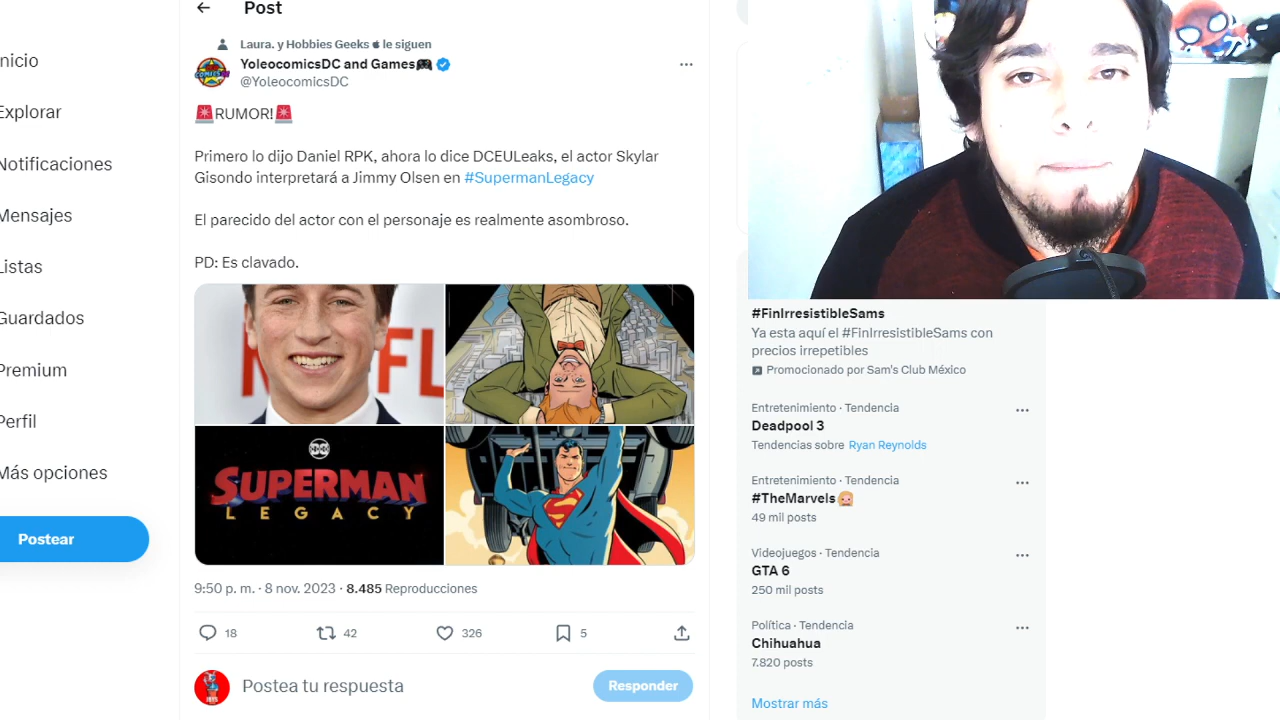 Post
Laura. y Hobbies Geeks le siguen
YoleocomicsDC and Games🎮
@YoleocomicsDC
🚨RUMOR!🚨
Primero lo dijo Daniel RPK, ahora lo dice DCEULeaks, el actor Skylar
Gisondo interpretará a Jimmy Olsen en #SupermanLegacy
El parecido del actor con el personaje es realmente asombroso.
PD: Es clavado.
FL
DC
SUPERMAN
LEGACY
9:50 p. m. · 8 nov. 2023 · 8.485 Reproducciones
18
42
326
5
Postea tu respuesta
Responder
nicio
Explorar
Notificaciones
Mensajes
Listas
Guardados
Premium
Perfil
Más opciones
Postear
#FinIrresistibleSams
Ya esta aquí el #FinIrresistibleSams con
precios irrepetibles
Promocionado por Sam's Club México
Entretenimiento · Tendencia
Deadpool 3
Tendencias sobre Ryan Reynolds
Entretenimiento · Tendencia
#TheMarvels
49 mil posts
Videojuegos · Tendencia
GTA 6
250 mil posts
Política · Tendencia
Chihuahua
7.820 posts
Mostrar más